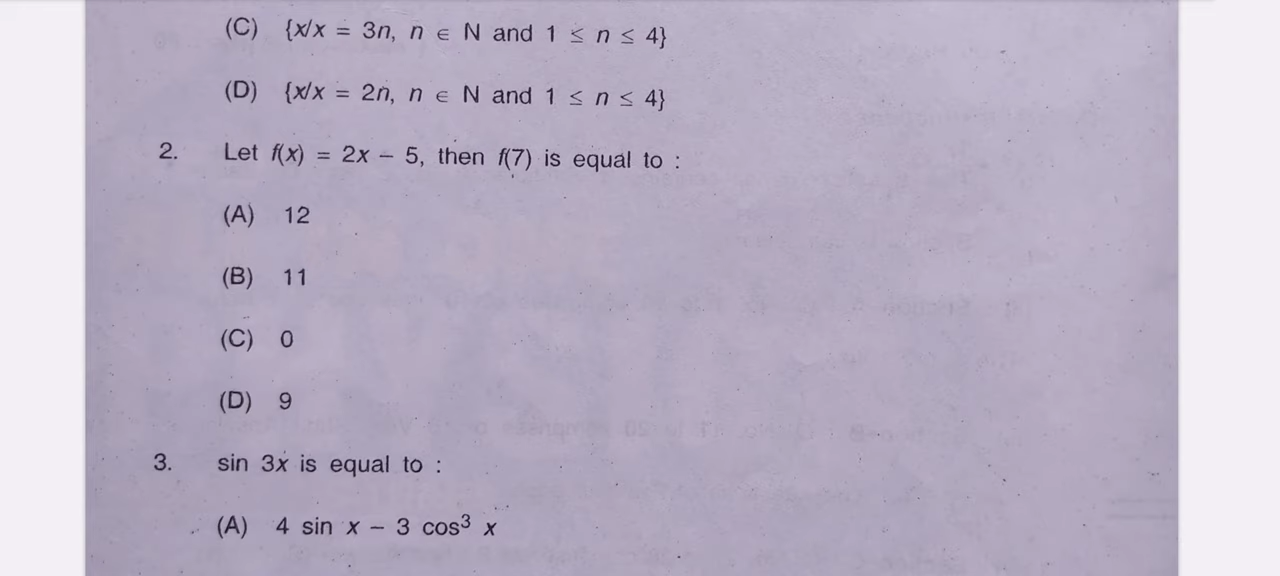 (C) {x/x = 3n, n ∈ N and 1 ≤ n ≤ 4}
(D) {x/x = 2n, n ∈ N and 1 ≤ n ≤ 4}
2. Let f(x) = 2x – 5, then f(7) is equal to :
(A) 12
(B) 11
(C) 0
(D) 9
3. sin 3x is equal to :
(A) 4 sin x – 3 cos³ x